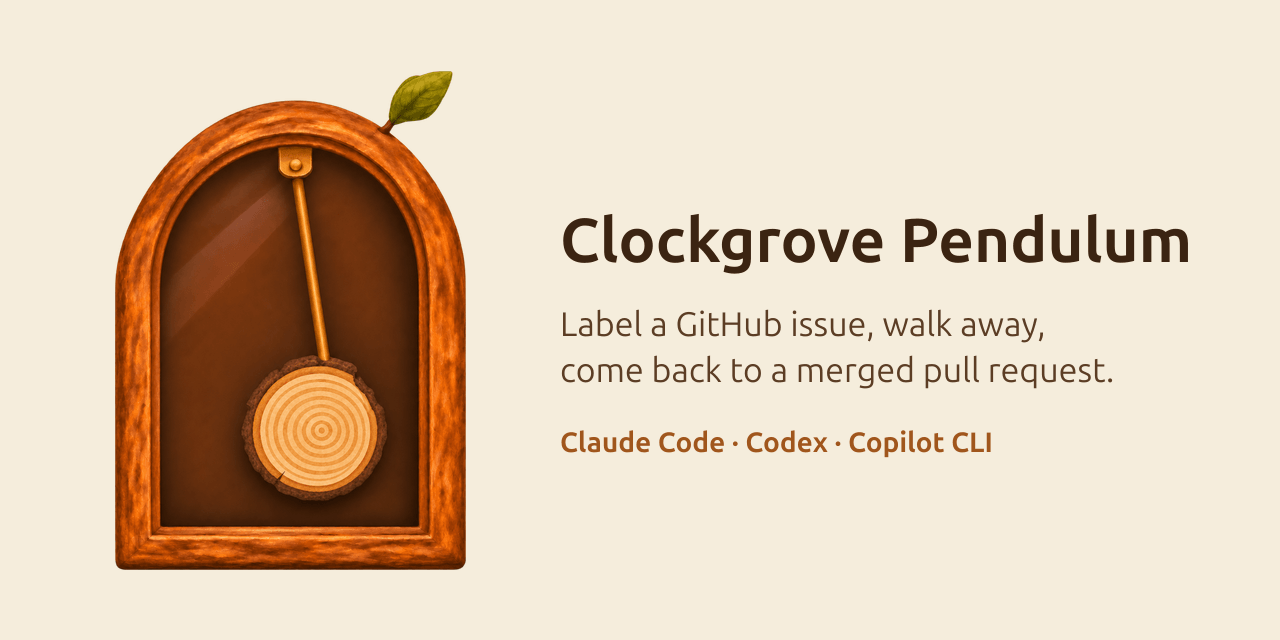 Clockgrove Pendulum
Label a GitHub issue, walk away,
come back to a merged pull request.
Claude Code · Codex · Copilot CLI